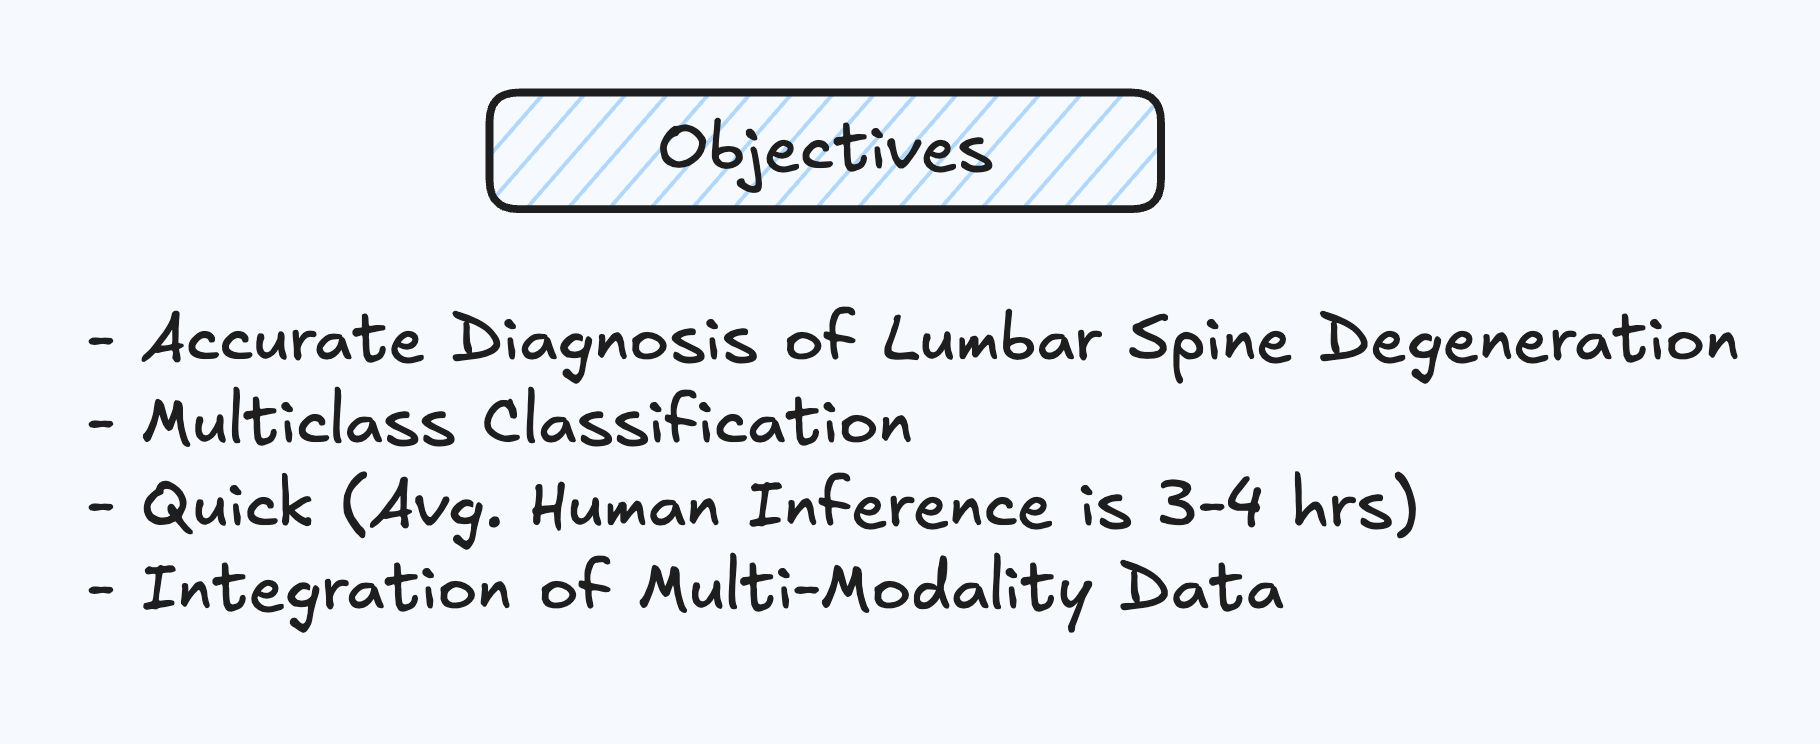 Objectives
- Accurate Diagnosis of Lumbar Spine Degeneration
- Multiclass Classification
- Quick (Avg. Human Inference is 3-4 hrs)
- Integration of Multi-Modality Data